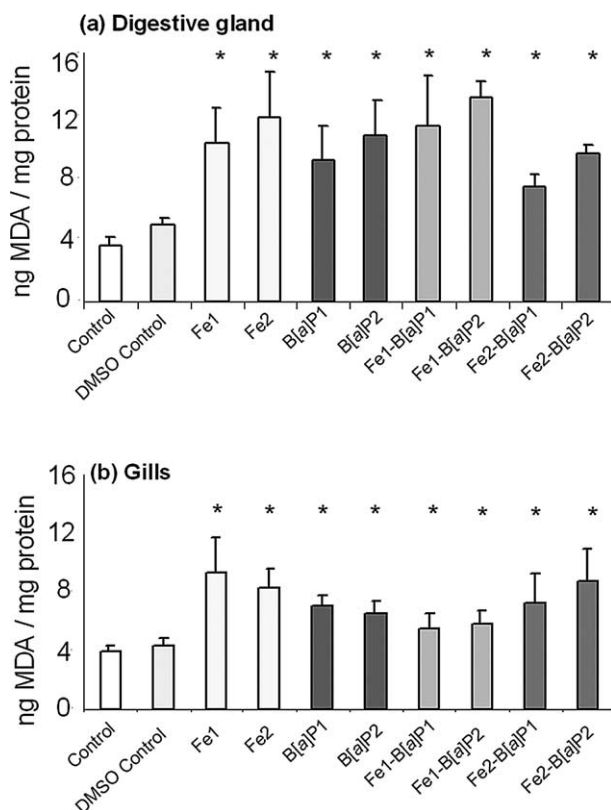 (a) Digestive gland
ng MDA / mg protein
16
12
8
4
0
* * * * * * * *
Control
DMSO Control
Fe1
Fe2
B[a]P1
B[a]P2
Fe1-B[a]P1
Fe1-B[a]P2
Fe2-B[a]P1
Fe2-B[a]P2
(b) Gills
ng MDA / mg protein
16
12
8
4
0
* * * * * * * *
Control
DMSO Control
Fe1
Fe2
B[a]P1
B[a]P2
Fe1-B[a]P1
Fe1-B[a]P2
Fe2-B[a]P1
Fe2-B[a]P2